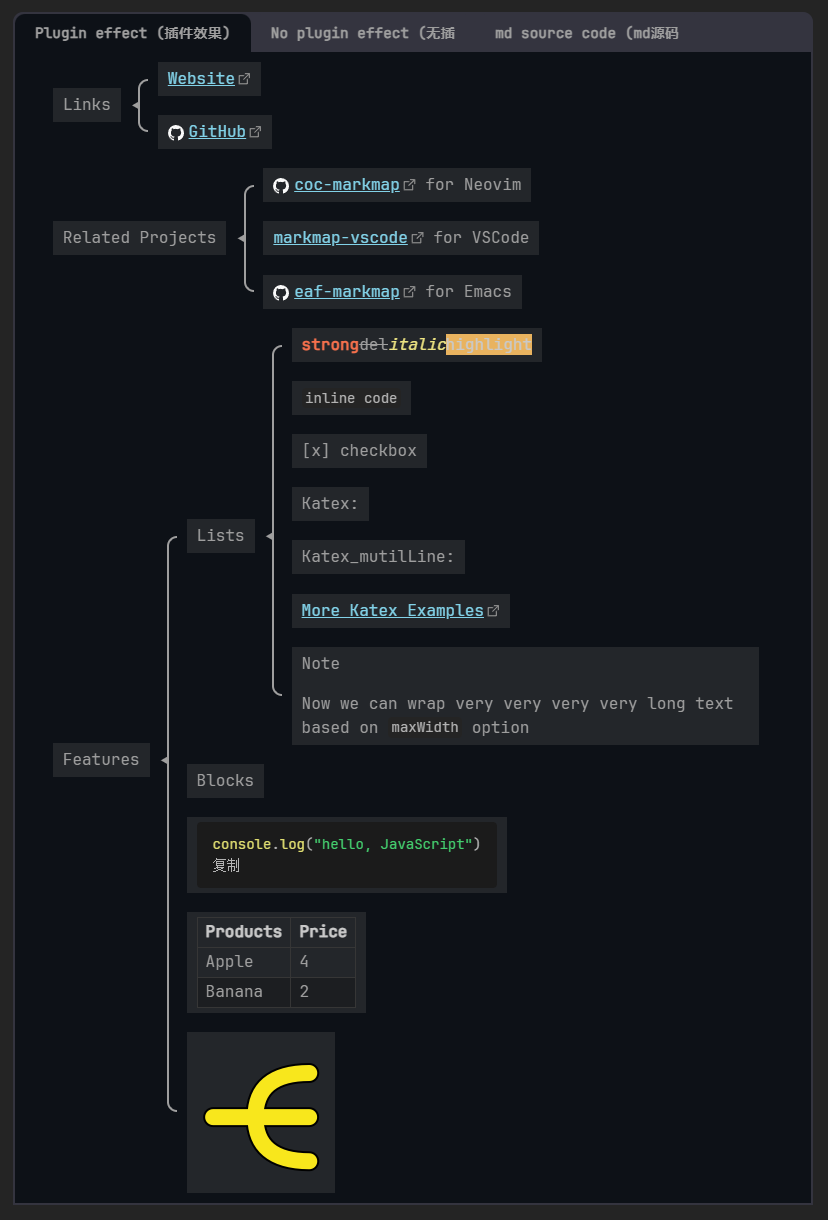 Plugin effect (插件效果)
No plugin effect (无插
md source code (md源码
Links
Website
GitHub
Related Projects
coc-markmap for Neovim
markmap-vscode for VSCode
eaf-markmap for Emacs
Features
Lists
strongdelitalichighlight
inline code
[x] checkbox
Katex:
Katex_mutilLine:
More Katex Examples
Note
Now we can wrap very very very very long text
based on maxWidth option
Blocks
console.log("hello, JavaScript")
复制
Products Price
Apple 4
Banana 2